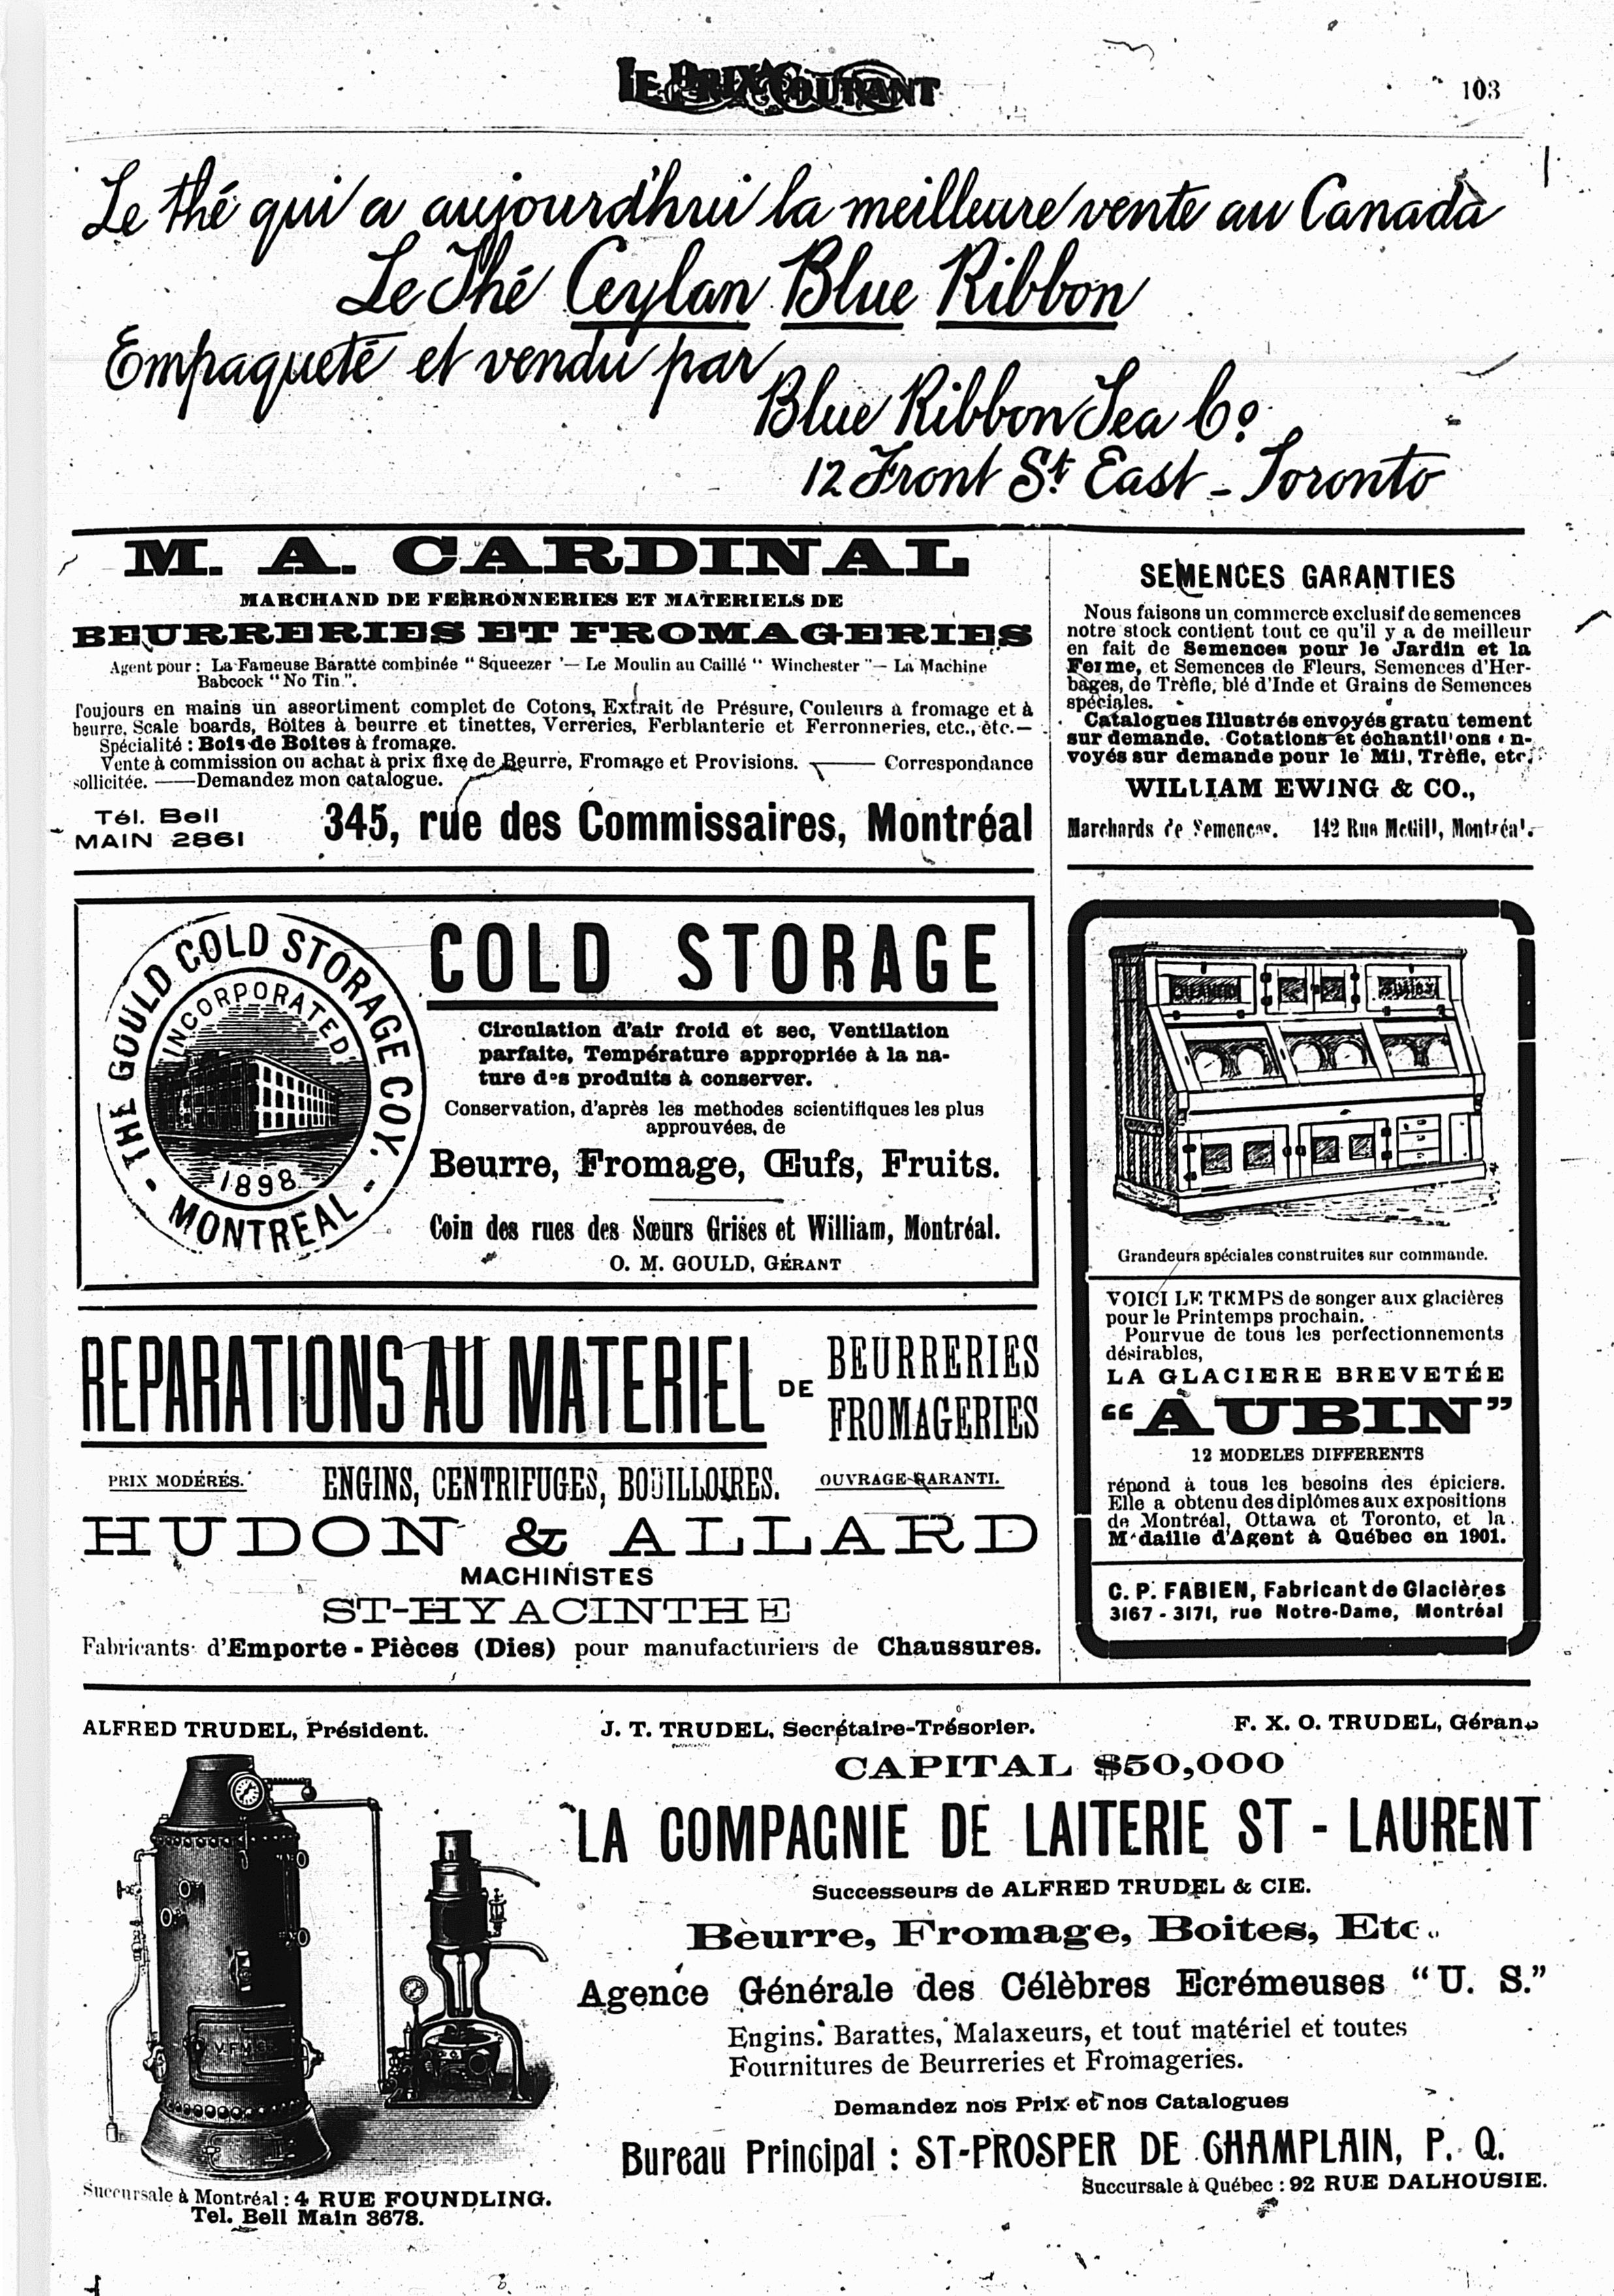 LE PRIX COURANT
103
Le thé qui a aujourd'hui la meilleure vente au Canada
Le Thé Ceylan Blue Ribbon
Empaqueté et vendu par
Blue Ribbon Tea Co.
12 Front St. East - Toronto
M. A. CARDINAL
MARCHAND DE FERRONNERIES ET MATERIELS DE
BEURRERIES ET FROMAGERIES
Agent pour : La Fameuse Baratte combinée "Squeezer '— Le Moulin au Caillé " Winchester "— La Machine
Babcock "No Tin".
Toujours en mains un assortiment complet de Cotons, Extrait de Présure, Couleurs à fromage et à
beurre, Scale boards, Boîtes à beurre et tinettes, Verreries, Ferblanterie et Ferronneries, etc., etc.—
Spécialité : Bois de Boites à fromage.
Vente à commission ou achat à prix fixe de Beurre, Fromage et Provisions. —— Correspondance
sollicitée. ——Demandez mon catalogue.
Tél. Bell
MAIN 2861
345, rue des Commissaires, Montréal
SEMENCES GARANTIES
Nous faisons un commerce exclusif de semences
notre stock contient tout ce qu'il y a de meilleur
en fait de Semences pour le Jardin et la
Ferme, et Semences de Fleurs, Semences d'Her-
bages, de Trèfle, blé d'Inde et Grains de Semences
spéciales.
Catalogues Illustrés envoyés gratu tement
sur demande. Cotations et échantil'ons en-
voyés sur demande pour le Mil, Trèfle, etc.
WILLIAM EWING & CO.,
Marchands de Semences. 142 Rue McGill, Montréal.
THE GOULD COLD STORAGE COY.
INCORPORATED
1898
- MONTREAL -
COLD STORAGE
Circulation d'air froid et sec, Ventilation
parfaite, Température appropriée à la na-
ture des produits à conserver.
Conservation, d'après les methodes scientifiques les plus
approuvées, de
Beurre, Fromage, Œufs, Fruits.
Coin des rues des Sœurs Grises et William, Montréal.
O. M. GOULD, GÉRANT
Grandeurs spéciales construites sur commande.
VOICI LE TEMPS de songer aux glacières
pour le Printemps prochain.
Pourvue de tous les perfectionnements
désirables,
LA GLACIERE BREVETÉE
"AUBIN"
12 MODELES DIFFERENTS
répond à tous les besoins des épiciers.
Elle a obtenu des diplômes aux expositions
de Montréal, Ottawa et Toronto, et la
Médaille d'Agent à Québec en 1901.
C. P. FABIEN, Fabricant de Glacières
3167 - 3171, rue Notre-Dame, Montréal
REPARATIONS AU MATERIEL DE BEURRERIES
FROMAGERIES
PRIX MODÉRÉS. ENGINS, CENTRIFUGES, BOUILLOIRES. OUVRAGE GARANTI.
HUDON & ALLARD
MACHINISTES
ST-HYACINTHE
Fabricants d'Emporte - Pièces (Dies) pour manufacturiers de Chaussures.
ALFRED TRUDEL, Président. J. T. TRUDEL, Secrétaire-Trésorier. F. X. O. TRUDEL, Gérant
CAPITAL $50,000
LA COMPAGNIE DE LAITERIE ST - LAURENT
Successeurs de ALFRED TRUDEL & CIE.
Beurre, Fromage, Boites, Etc.
Agence Générale des Célèbres Ecrémeuses "U. S."
Engins. Barattes, Malaxeurs, et tout matériel et toutes
Fournitures de Beurreries et Fromageries.
Demandez nos Prix et nos Catalogues
Bureau Principal : ST-PROSPER DE CHAMPLAIN, P. Q.
Succursale à Montréal : 4 RUE FOUNDLING.
Tel. Bell Main 3678.
Succursale à Québec : 92 RUE DALHOUSIE.